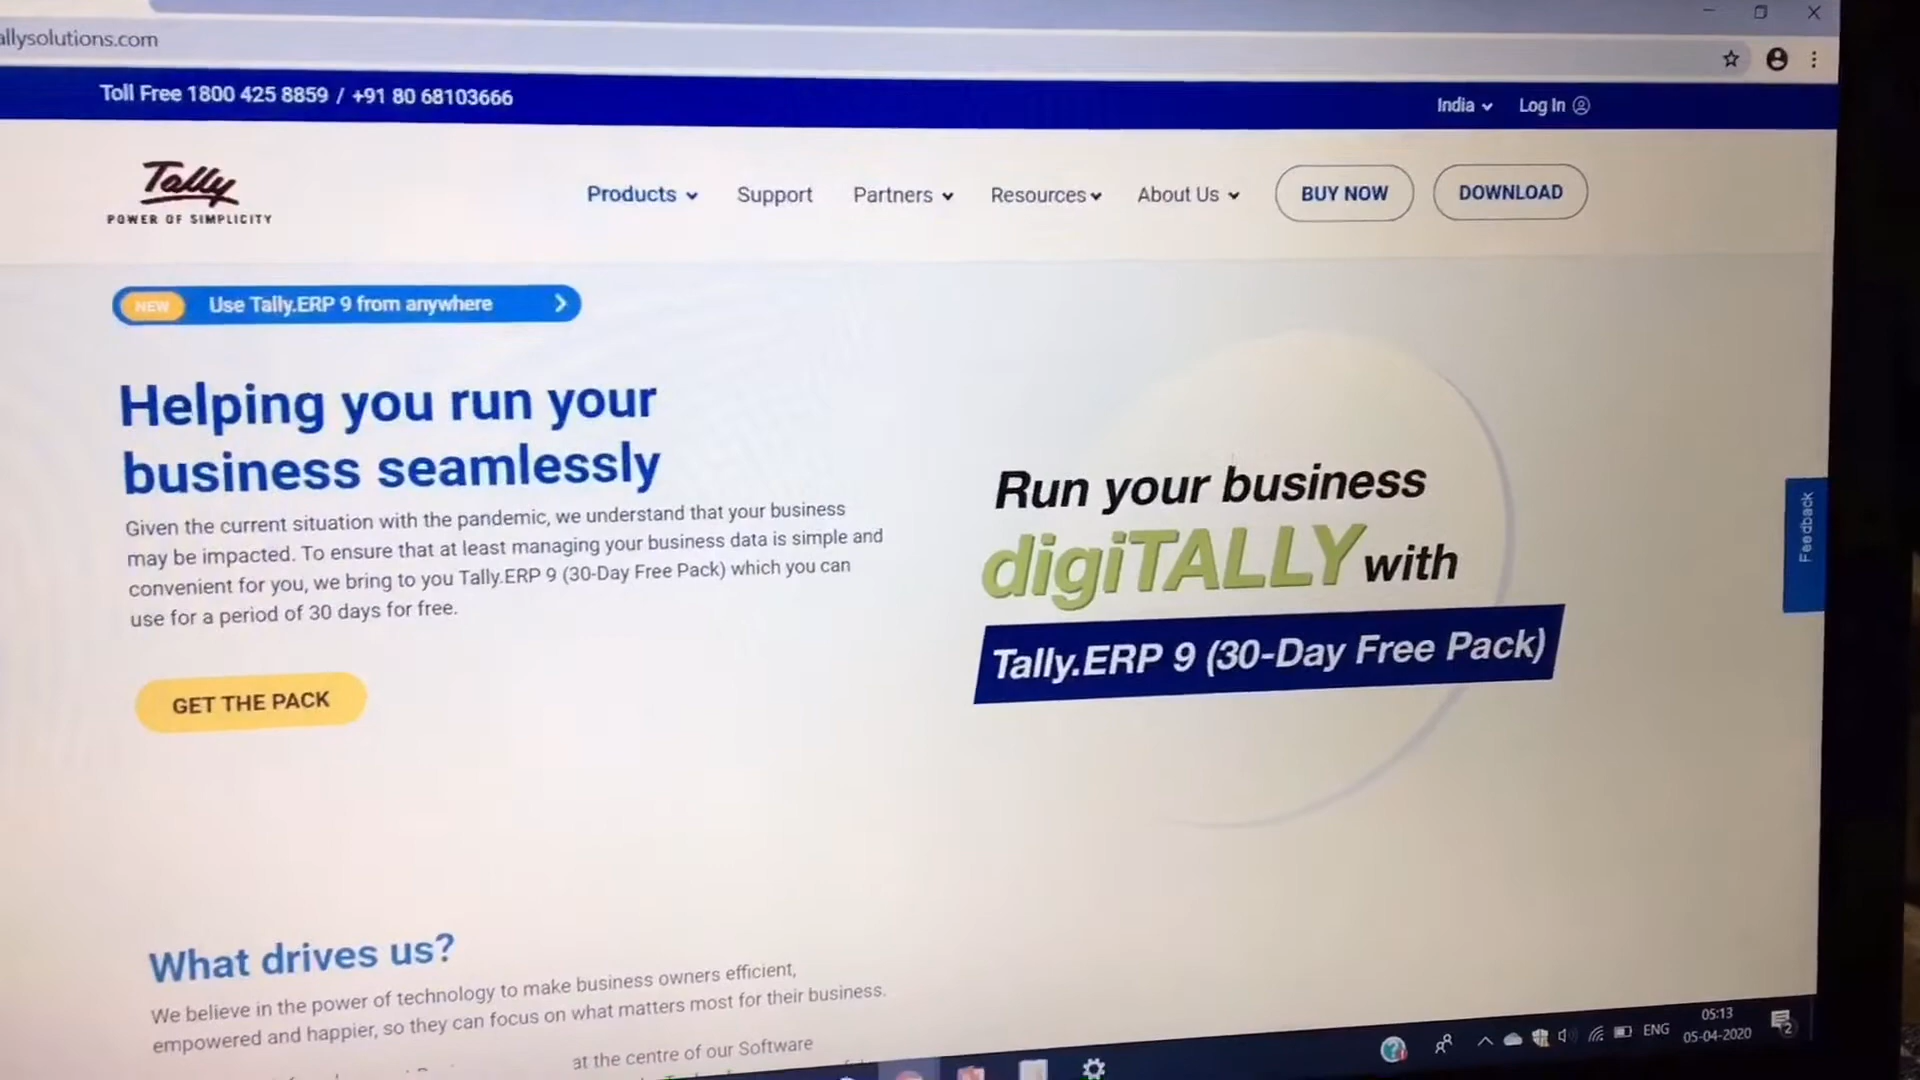 allysolutions.com
Toll Free 1800 425 8859 / +91 80 68103666
India
Log In
Tally
POWER OF SIMPLICITY
Products
Support
Partners
Resources
About Us
BUY NOW
DOWNLOAD
NEW
Use Tally.ERP 9 from anywhere
Helping you run your
business seamlessly
Given the current situation with the pandemic, we understand that your business
may be impacted. To ensure that at least managing your business data is simple and
convenient for you, we bring to you Tally.ERP 9 (30-Day Free Pack) which you can
use for a period of 30 days for free.
GET THE PACK
Run your business
digiTALLY with
Tally.ERP 9 (30-Day Free Pack)
Feedback
What drives us?
We believe in the power of technology to make business owners efficient,
empowered and happier, so they can focus on what matters most for their business.
at the centre of our Software
ENG
05:13
05-04-2020
2